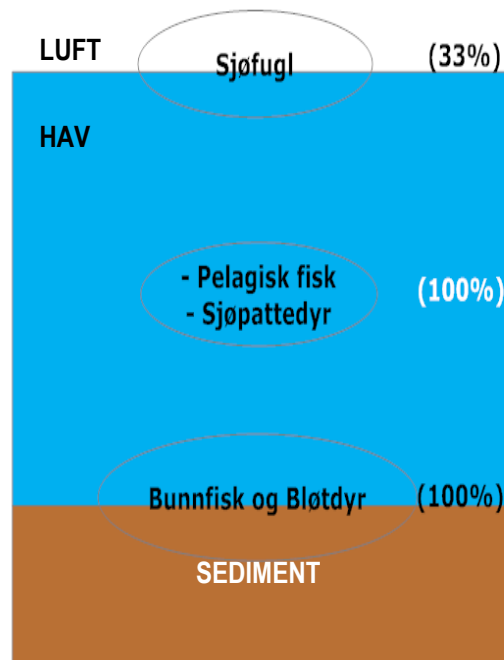 LUFT
Sjøfugl
(33%)
HAV
- Pelagisk fisk
- Sjøpattedyr
(100%)
Bunnfisk og Bløtdyr
(100%)
SEDIMENT